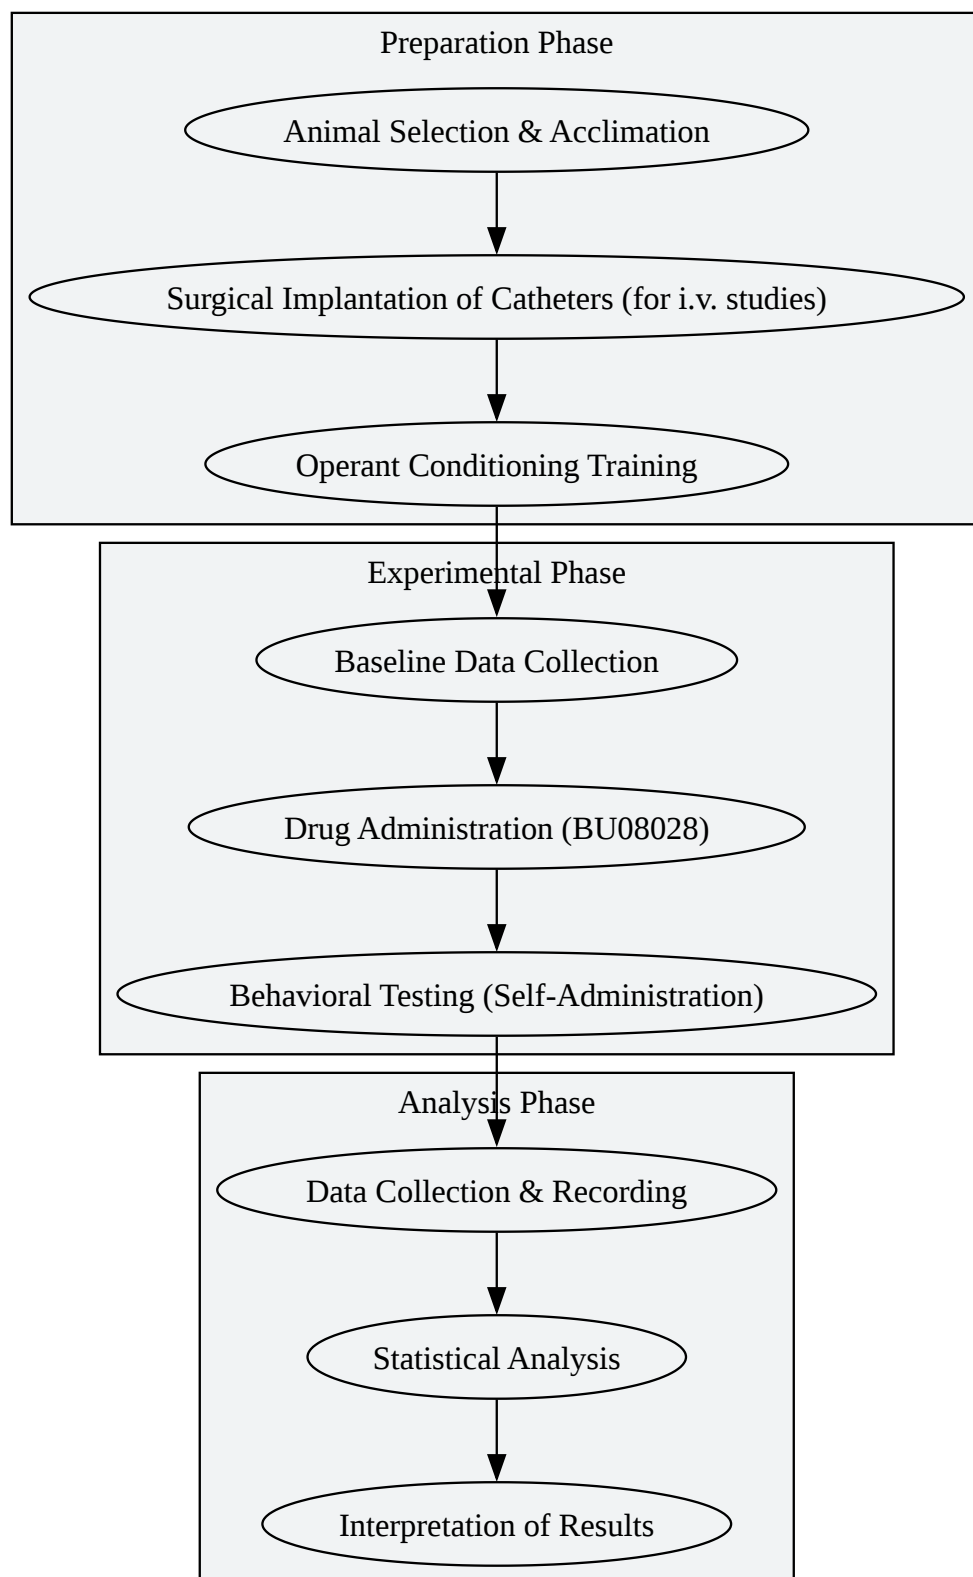 Preparation Phase
Animal Selection & Acclimation
Surgical Implantation of Catheters (for i.v. studies)
Operant Conditioning Training
Experimental Phase
Baseline Data Collection
Drug Administration (BU08028)
Behavioral Testing (Self-Administration)
Analysis Phase
Data Collection & Recording
Statistical Analysis
Interpretation of Results